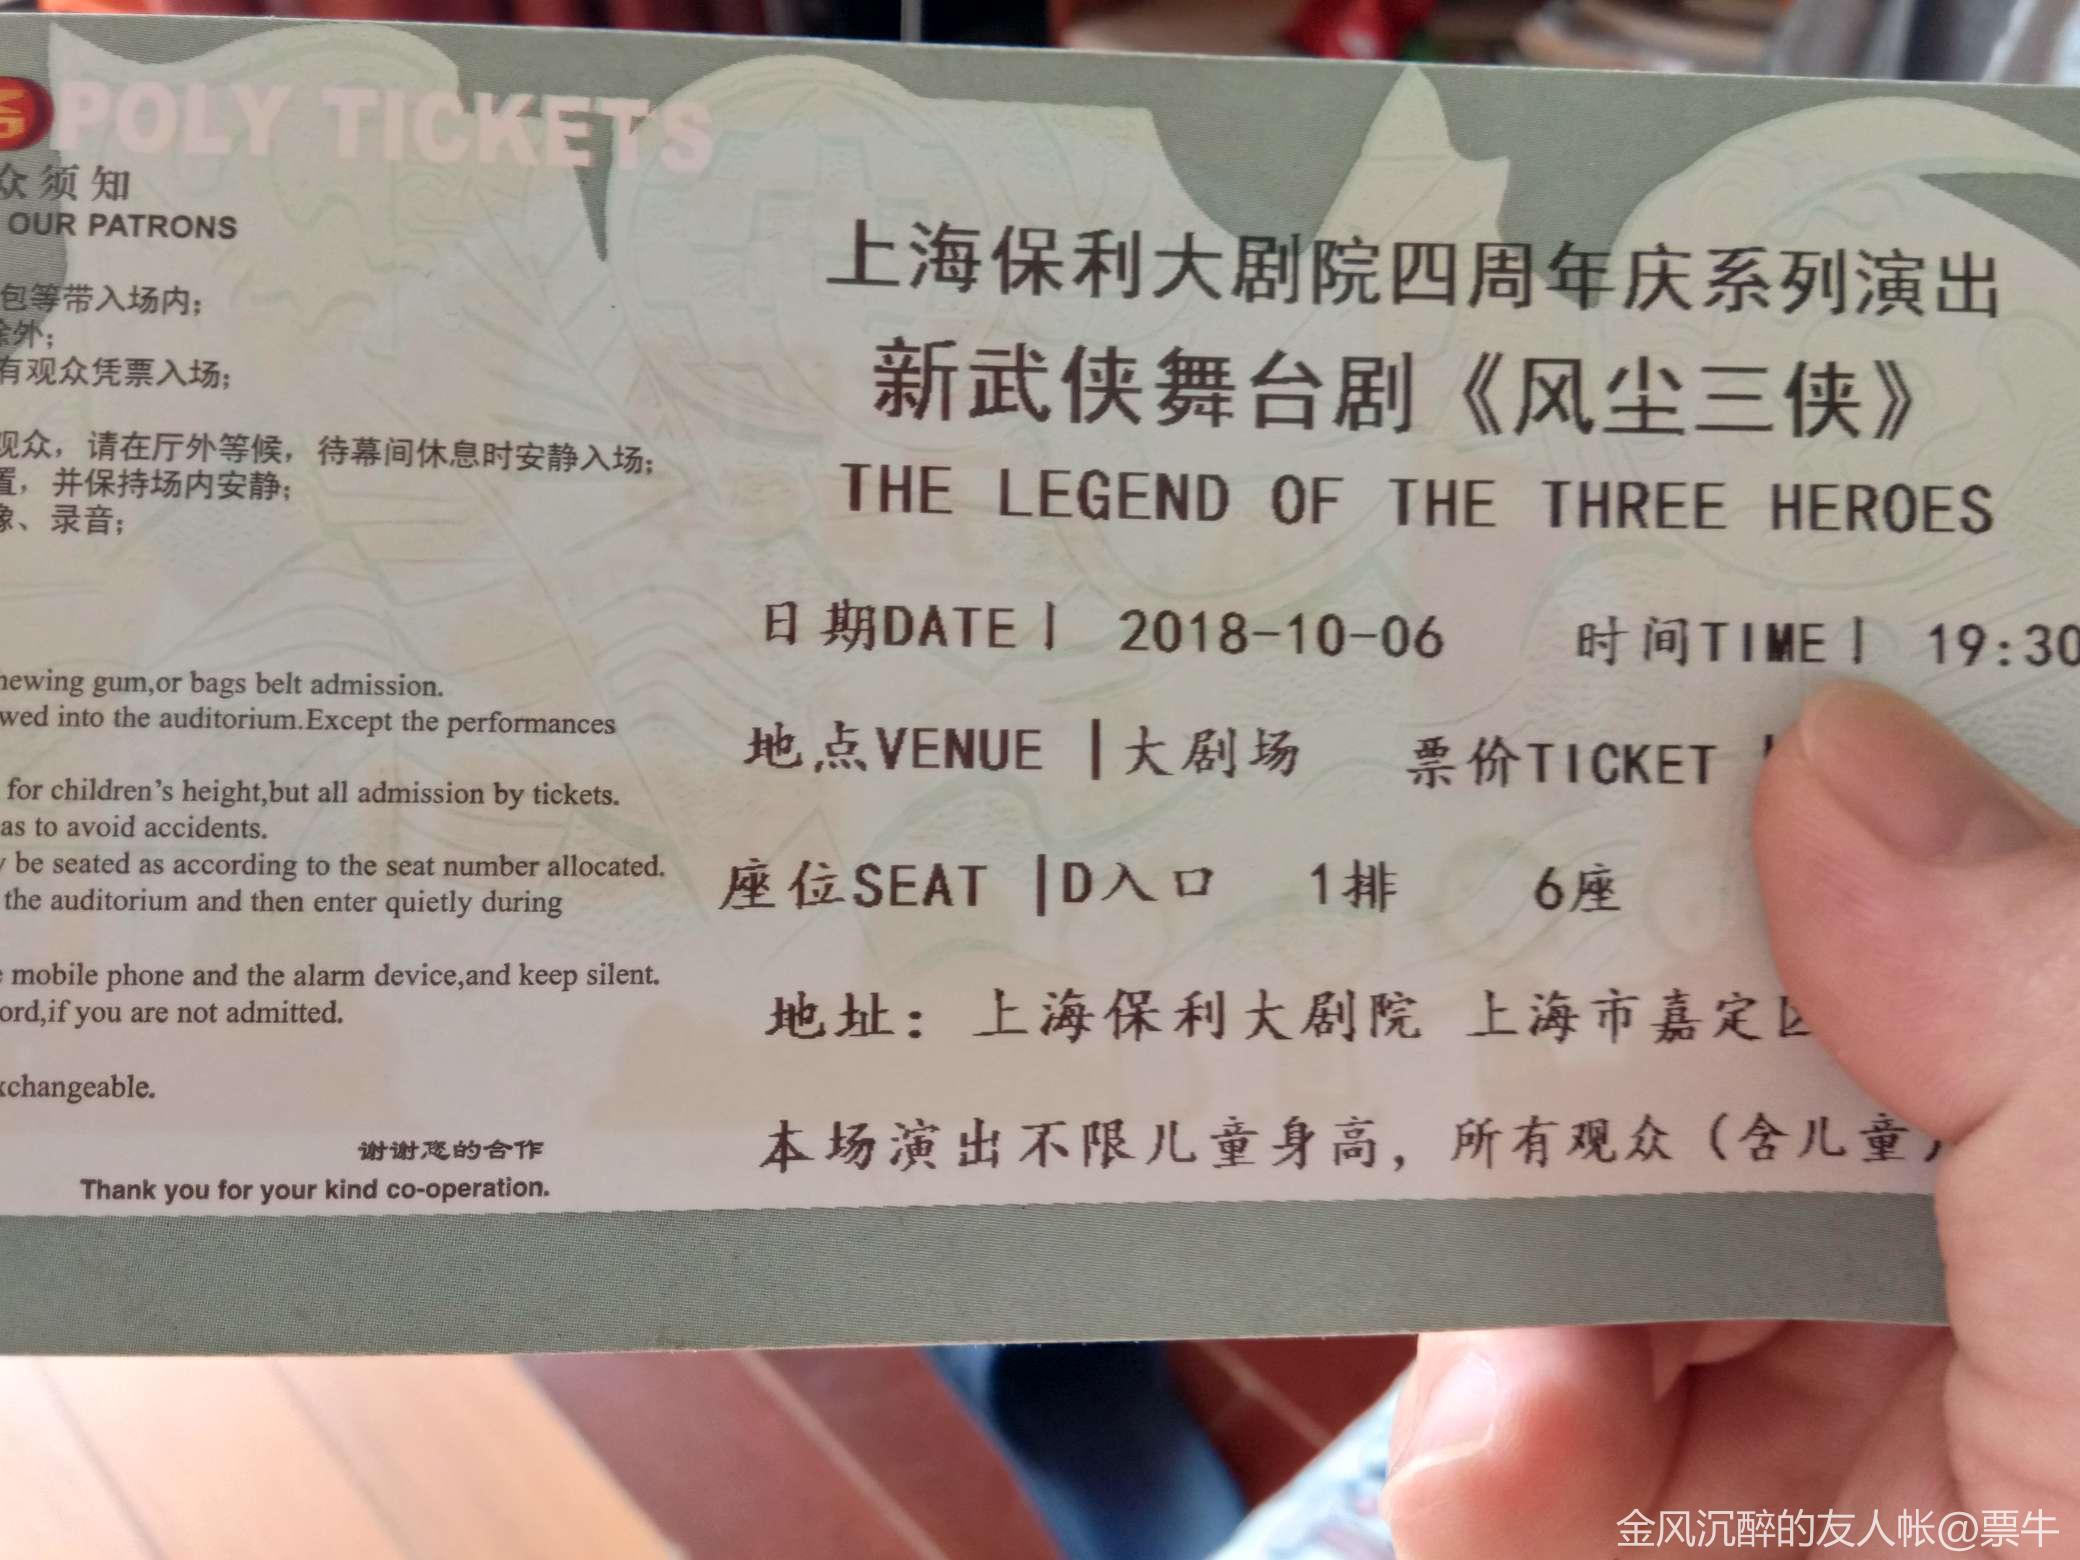 POLY TICKETS
众须知
OUR PATRONS
包等带入场内；
除外；
有观众凭票入场；
观众，请在厅外等候，待幕间休息时安静入场；
置，并保持场内安静；
像、录音；
hewing gum,or bags belt admission.
wed into the auditorium.Except the performances
for children's height,but all admission by tickets.
as to avoid accidents.
y be seated as according to the seat number allocated.
the auditorium and then enter quietly during
e mobile phone and the alarm device,and keep silent.
ord,if you are not admitted.
xchangeable.
谢谢您的合作
Thank you for your kind co-operation.
上海保利大剧院四周年庆系列演出
新武侠舞台剧《风尘三侠》
THE LEGEND OF THE THREE HEROES
日期DATE| 2018-10-06 时间TIME| 19:30
地点VENUE |大剧场 票价TICKET
座位SEAT |D入口 1排 6座
地址：上海保利大剧院 上海市嘉定区
本场演出不限儿童身高，所有观众（含儿童）
金风沉醉的友人帐@票牛